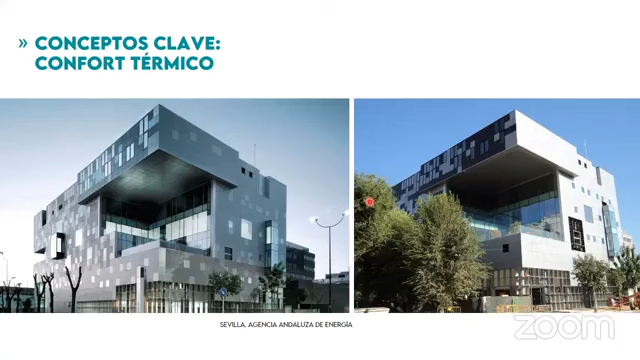 » CONCEPTOS CLAVE:
CONFORT TÉRMICO
SEVILLA. AGENCIA ANDALUZA DE ENERGÍA
zoom